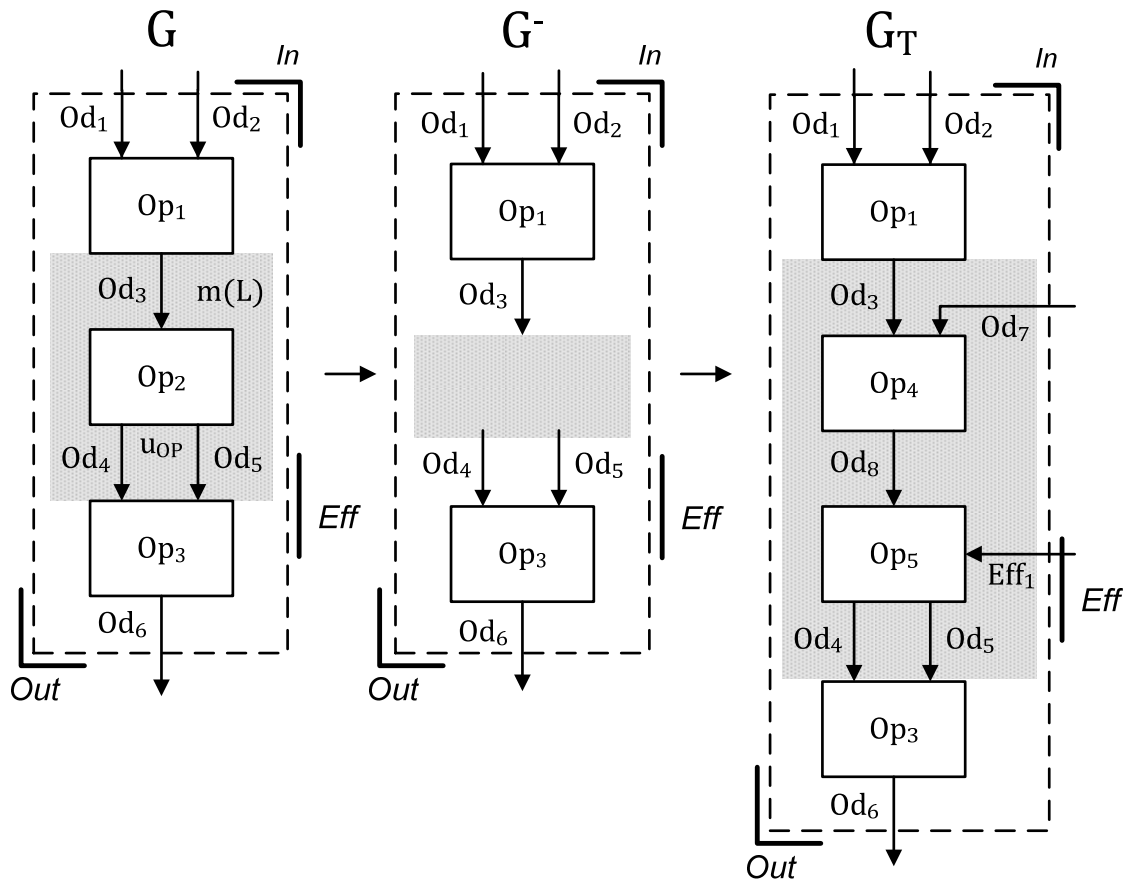 G
In
Od₁
Od₂
Op₁
Od₃
m(L)
Op₂
Od₄
u_OP
Od₅
Eff
Op₃
Od₆
Out
G⁻
In
Od₁
Od₂
Op₁
Od₃
Od₄
Od₅
Eff
Op₃
Od₆
Out
G_T
In
Od₁
Od₂
Op₁
Od₃
Od₇
Op₄
Od₈
Op₅
Eff₁
Eff
Od₄
Od₅
Op₃
Od₆
Out